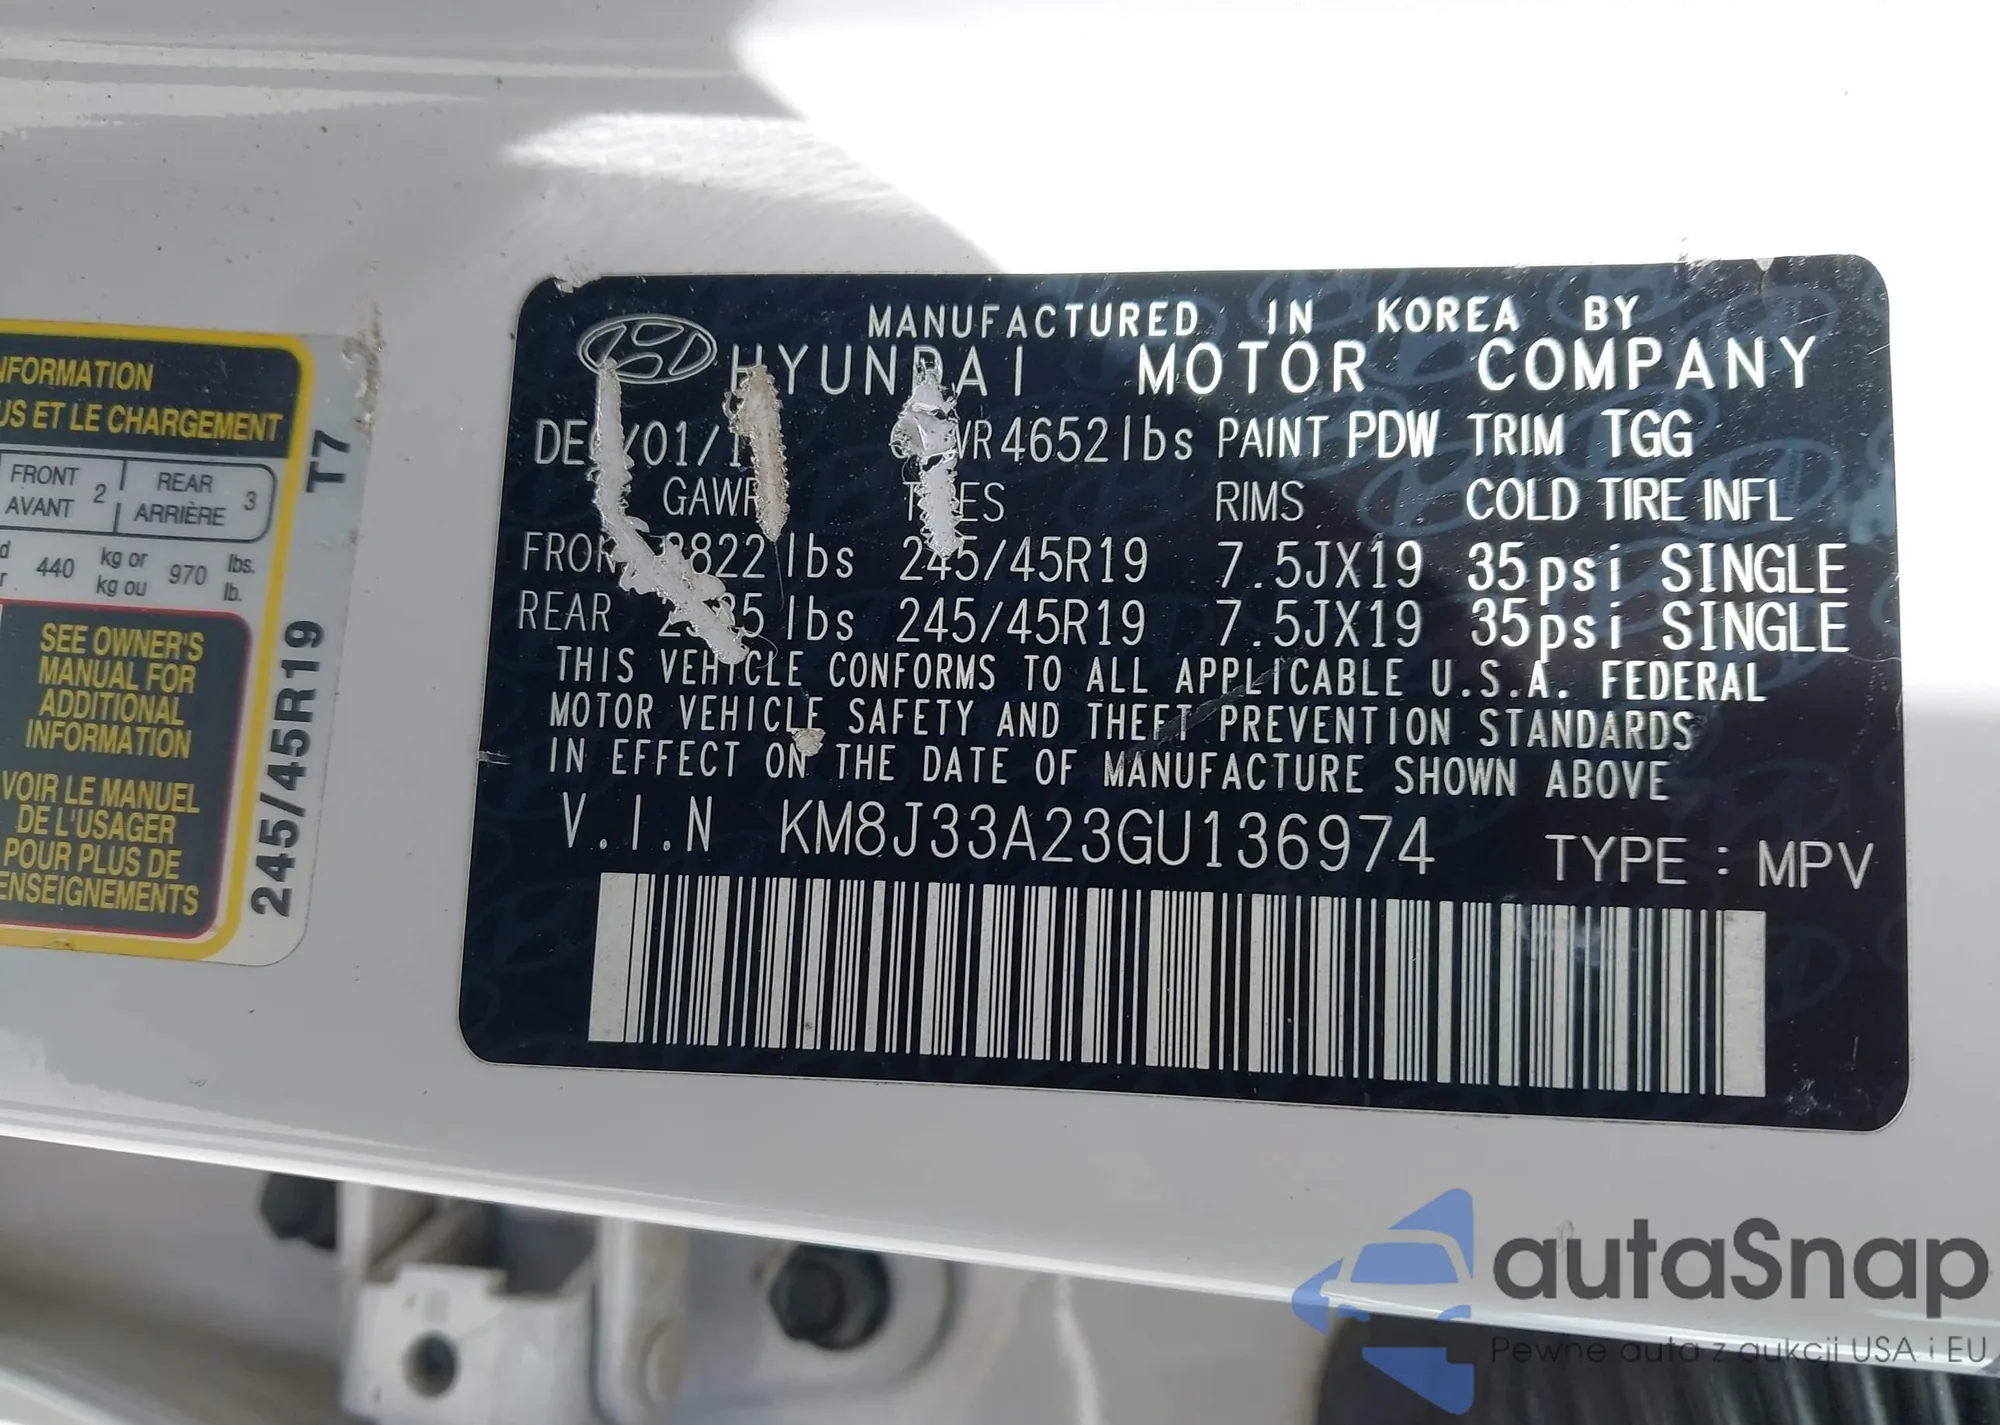 NFORMATION
US ET LE CHARGEMENT
FRONT
AVANT 2
REAR
ARRIÈRE 3
440 kg or
kg ou 970 lbs.
lb.
SEE OWNER'S
MANUAL FOR
ADDITIONAL
INFORMATION
VOIR LE MANUEL
DE L'USAGER
POUR PLUS DE
ENSEIGNEMENTS
T7
245/45R19
MANUFACTURED IN KOREA BY
HYUNDAI MOTOR COMPANY
/01/ 4652lbs PAINT PDW TRIM TGG
RIMS COLD TIRE INFL
lbs 245/45R19 7.5JX19 35psi SINGLE
REAR lbs 245/45R19 7.5JX19 35psi SINGLE
THIS VEHICLE CONFORMS TO ALL APPLICABLE U.S.A. FEDERAL
MOTOR VEHICLE SAFETY AND THEFT PREVENTION STANDARDS
IN EFFECT ON THE DATE OF MANUFACTURE SHOWN ABOVE
V.I.N KM8J33A23GU136974 TYPE : MPV
autaSnap
Pewne auta z aukcji USA i EU